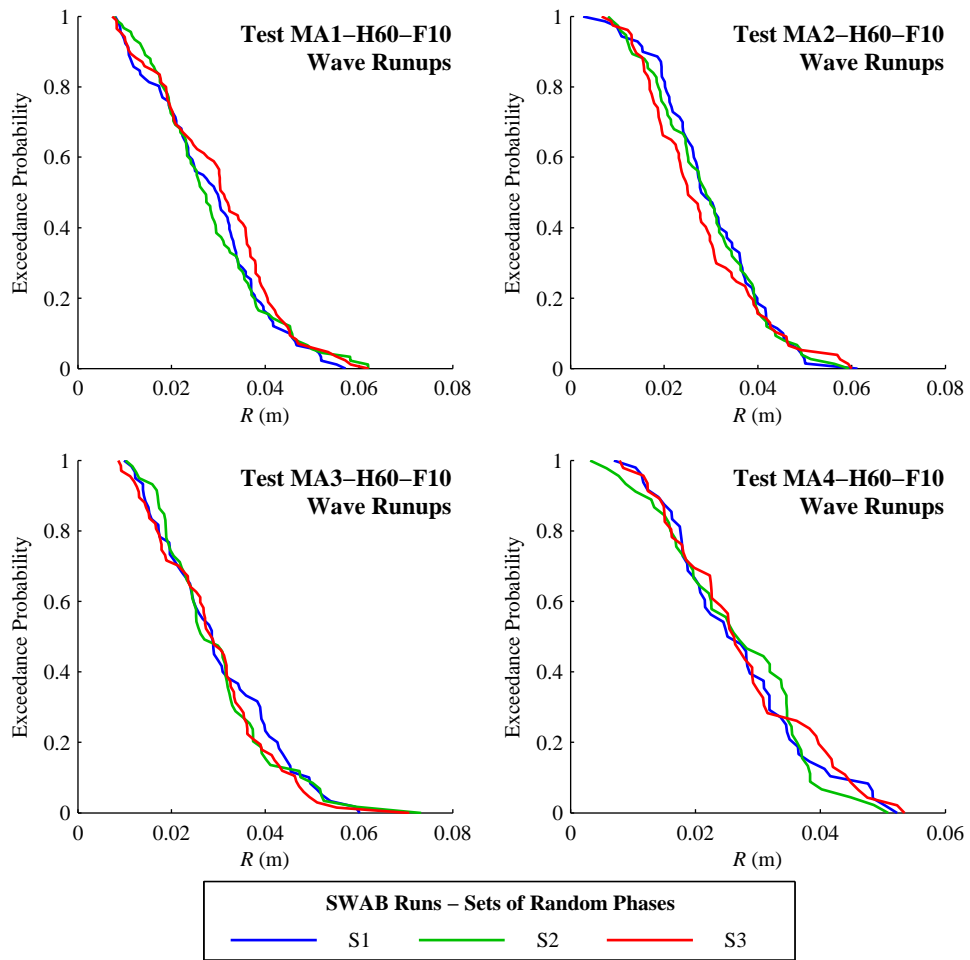 Test MA1–H60–F10
Wave Runups
Exceedance Probability
1
0.8
0.6
0.4
0.2
0
0 0.02 0.04 0.06 0.08
R (m)
Test MA2–H60–F10
Wave Runups
Exceedance Probability
1
0.8
0.6
0.4
0.2
0
0 0.02 0.04 0.06 0.08
R (m)
Test MA3–H60–F10
Wave Runups
Exceedance Probability
1
0.8
0.6
0.4
0.2
0
0 0.02 0.04 0.06 0.08
R (m)
Test MA4–H60–F10
Wave Runups
Exceedance Probability
1
0.8
0.6
0.4
0.2
0
0 0.02 0.04 0.06
R (m)
SWAB Runs – Sets of Random Phases
S1 S2 S3